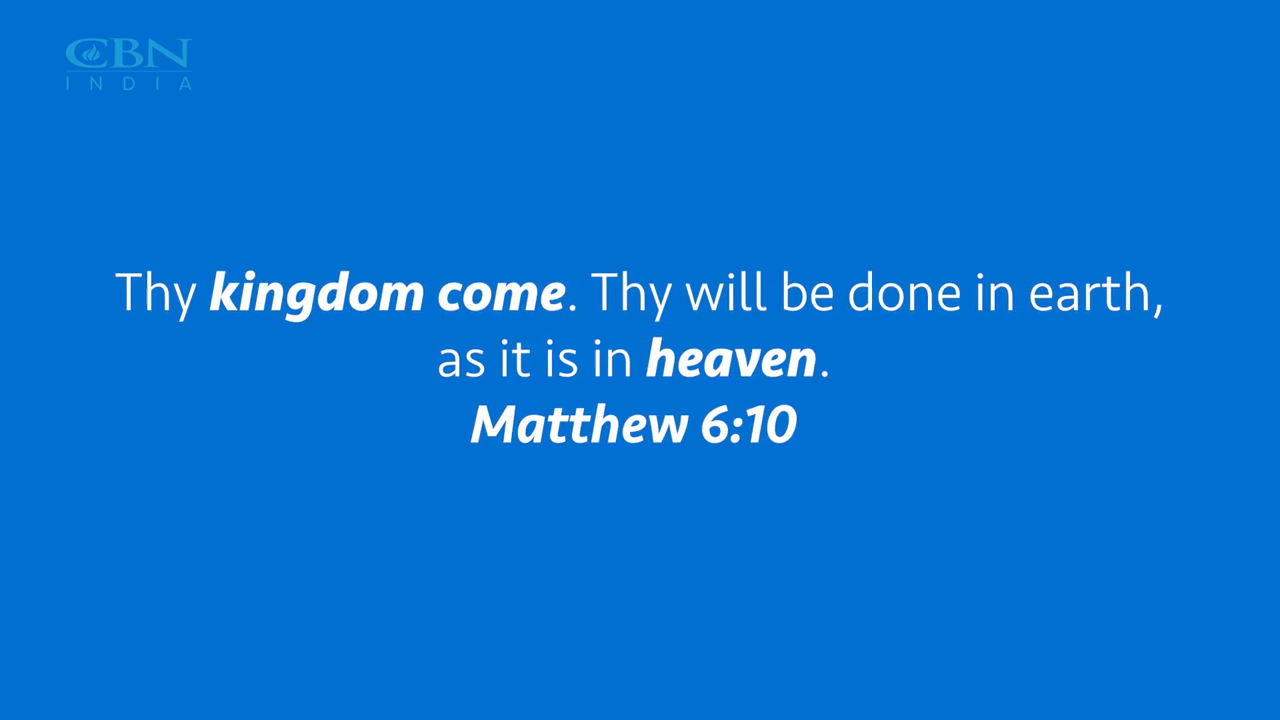 CBN
INDIA
Thy kingdom come. Thy will be done in earth,
as it is in heaven.
Matthew 6:10